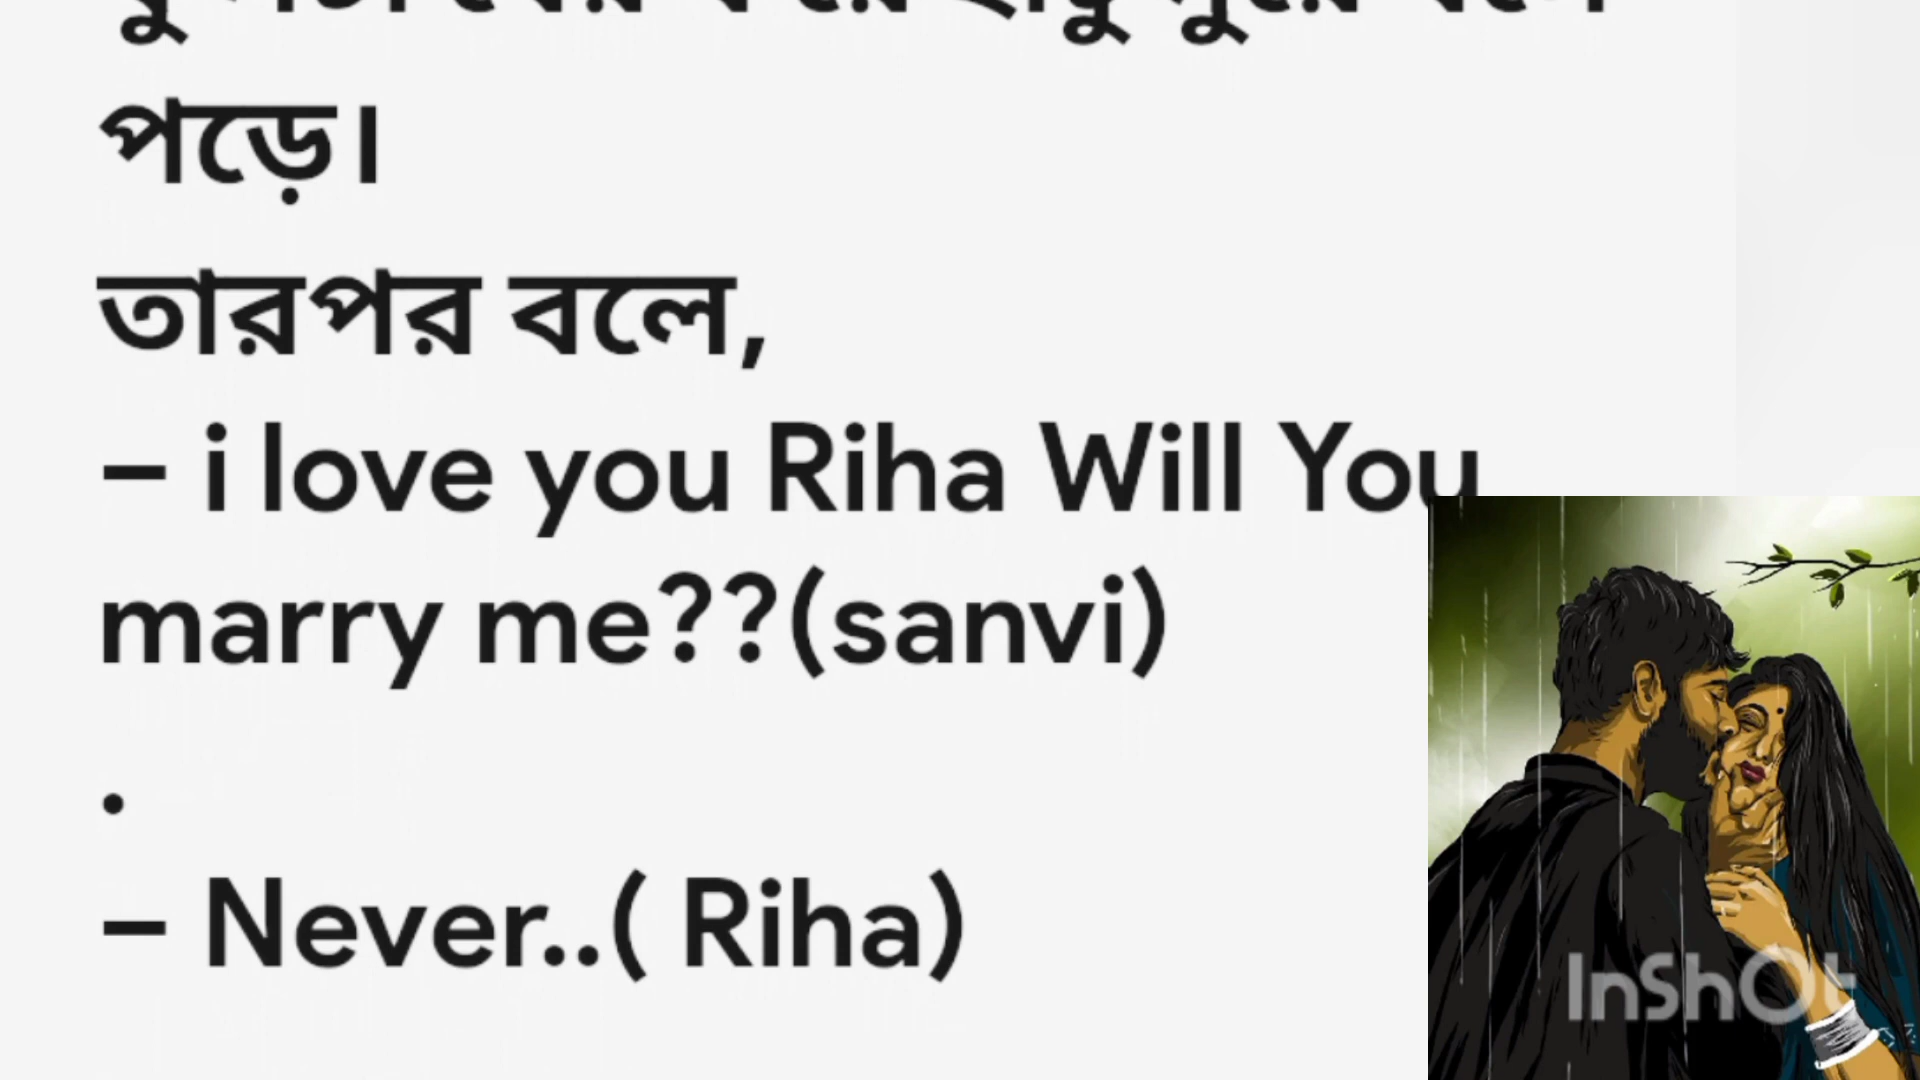 পড়ে।
তারপর বলে,
– i love you Riha Will You
marry me??(sanvi)
.
– Never..( Riha)
InShOt